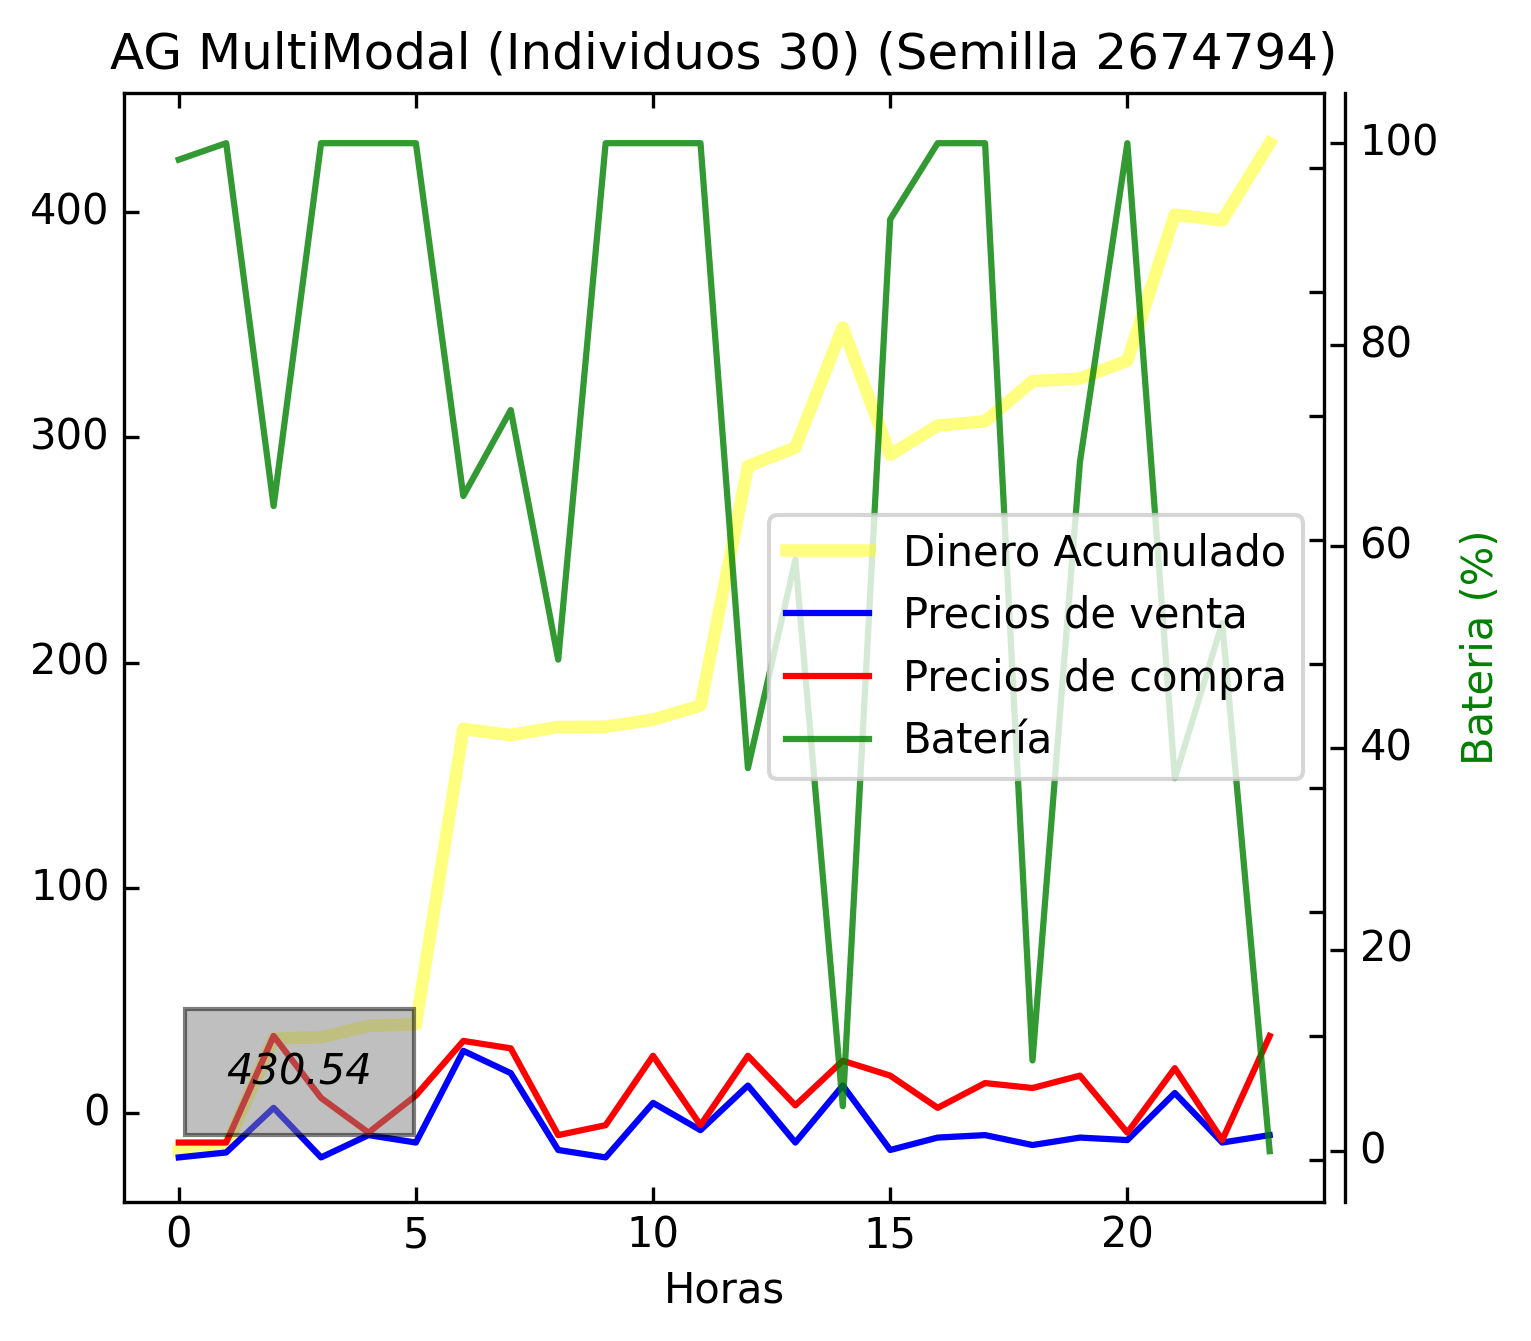 AG MultiModal (Individuos 30) (Semilla 2674794)
400
300
200
100
0
100
80
60
40
20
0
Bateria (%)
Dinero Acumulado
Precios de venta
Precios de compra
Batería
430.54
0 5 10 15 20
Horas